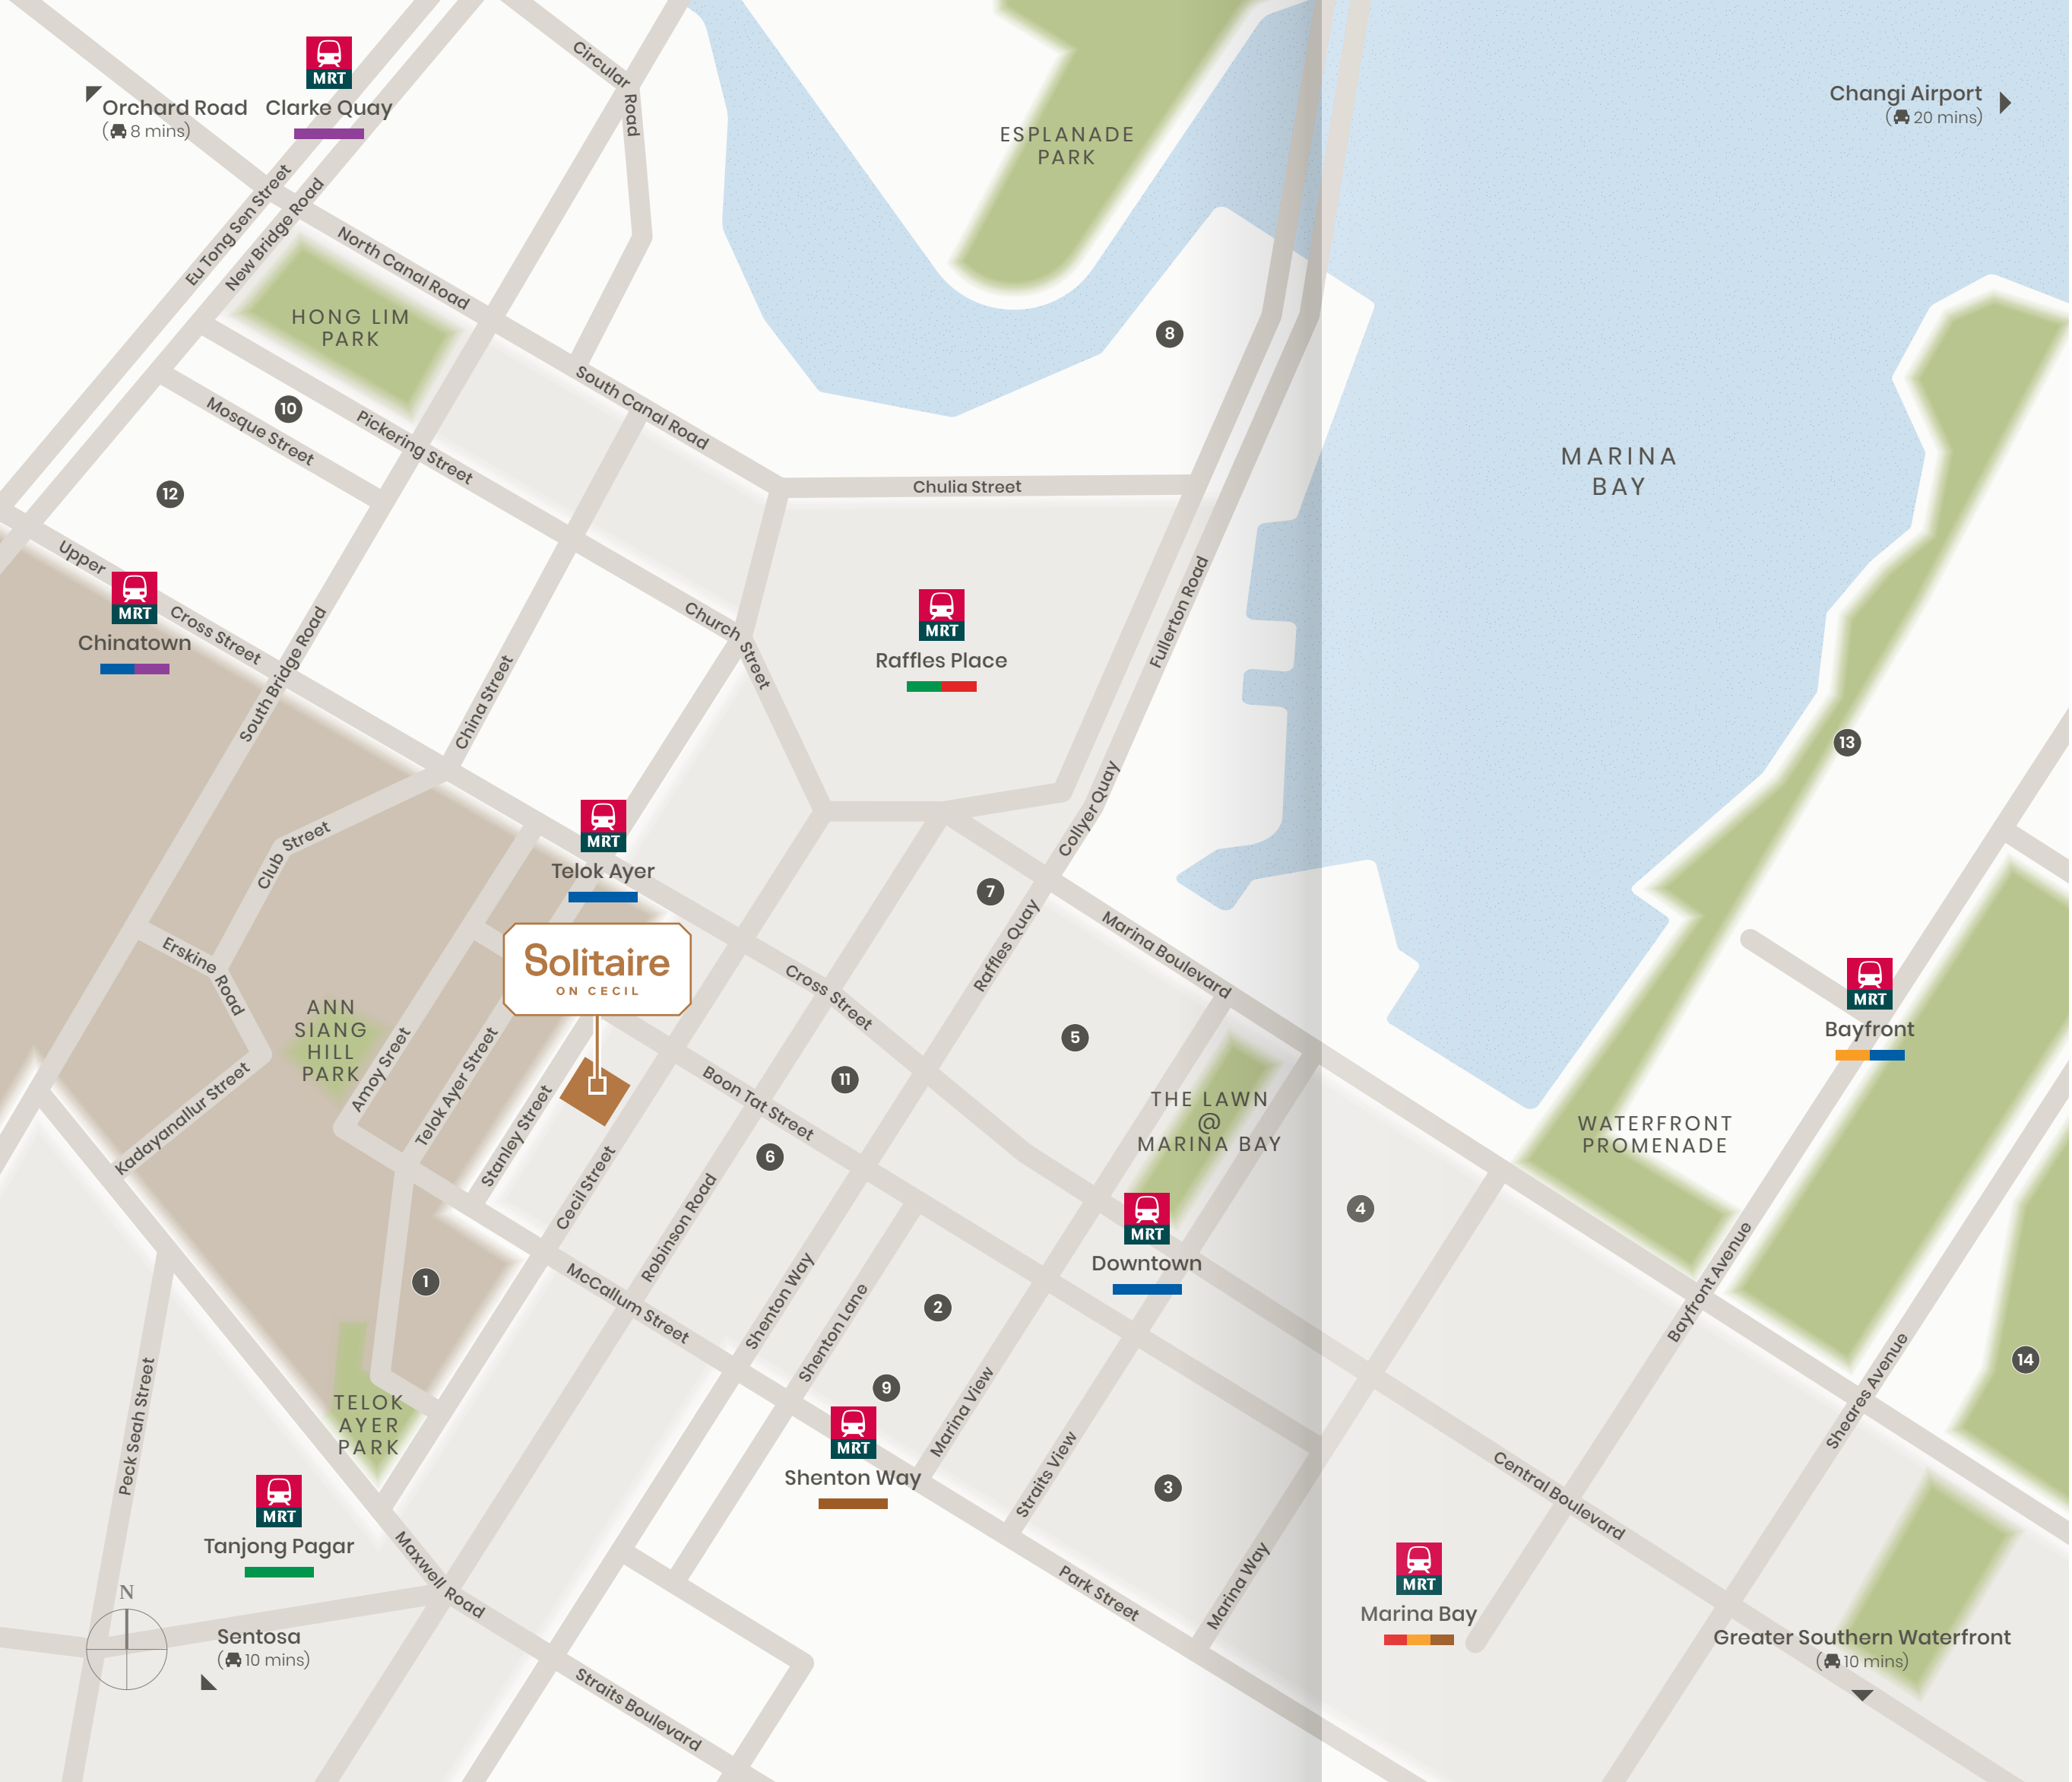 Circular Road
MRT
Orchard Road
(8 mins)
Clarke Quay
Changi Airport
(20 mins)
ESPLANADE
PARK
Eu Tong Sen Street
New Bridge Road
North Canal Road
HONG LIM
PARK
8
South Canal Road
10
Mosque Street
Pickering Street
MARINA
BAY
12
Chulia Street
Upper Cross Street
MRT
Chinatown
South Bridge Road
China Street
Church Street
MRT
Raffles Place
Fullerton Road
13
Collyer Quay
Club Street
MRT
Telok Ayer
7
Raffles Quay
Marina Boulevard
Solitaire
ON CECIL
Erskine Road
Cross Street
MRT
Bayfront
ANN
SIANG
HILL
PARK
Amoy Sreet
Telok Ayer Street
Stanley Street
5
11
Boon Tat Street
THE LAWN
@
MARINA BAY
WATERFRONT
PROMENADE
Kadayanallur Street
6
Cecil Street
Robinson Road
4
MRT
Downtown
1
McCallum Street
Shenton Way
Shenton Lane
2
Bayfront Avenue
Sheares Avenue
14
Peck Seah Street
TELOK
AYER
PARK
9
MRT
Shenton Way
Marina View
Straits View
3
Central Boulevard
MRT
Tanjong Pagar
Maxwell Road
Park Street
Marina Way
MRT
Marina Bay
N
Sentosa
(10 mins)
Greater Southern Waterfront
(10 mins)
Straits Boulevard